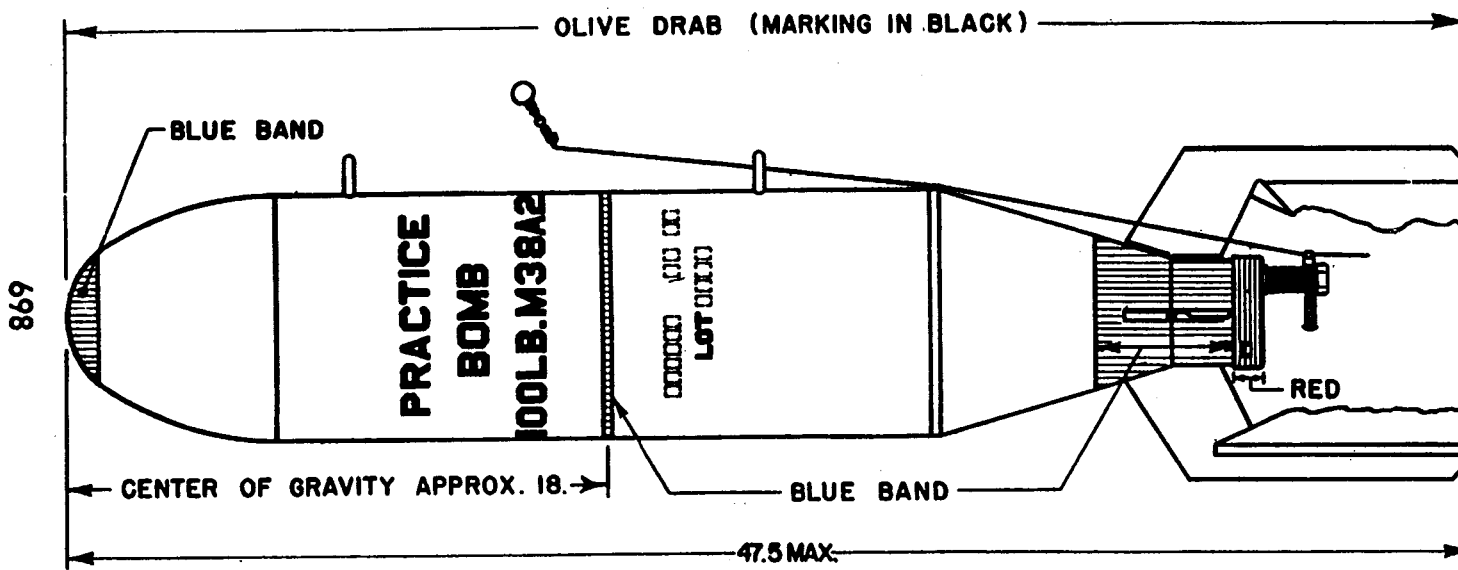 OLIVE DRAB (MARKING IN BLACK)
BLUE BAND
869
PRACTICE
BOMB
100LB.M38A2
LOT
RED
CENTER OF GRAVITY APPROX. 18.
BLUE BAND
47.5 MAX.